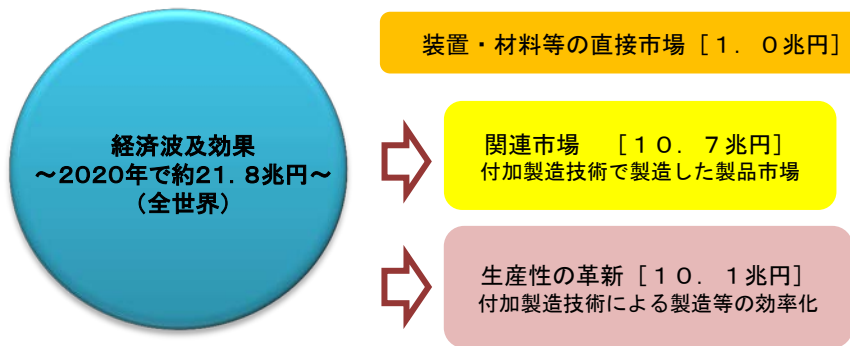 経済波及効果
～2020年で約21.8兆円～
（全世界）
装置・材料等の直接市場［１．０兆円］
関連市場　［１０．７兆円］
付加製造技術で製造した製品市場
生産性の革新［１０．１兆円］
付加製造技術による製造等の効率化